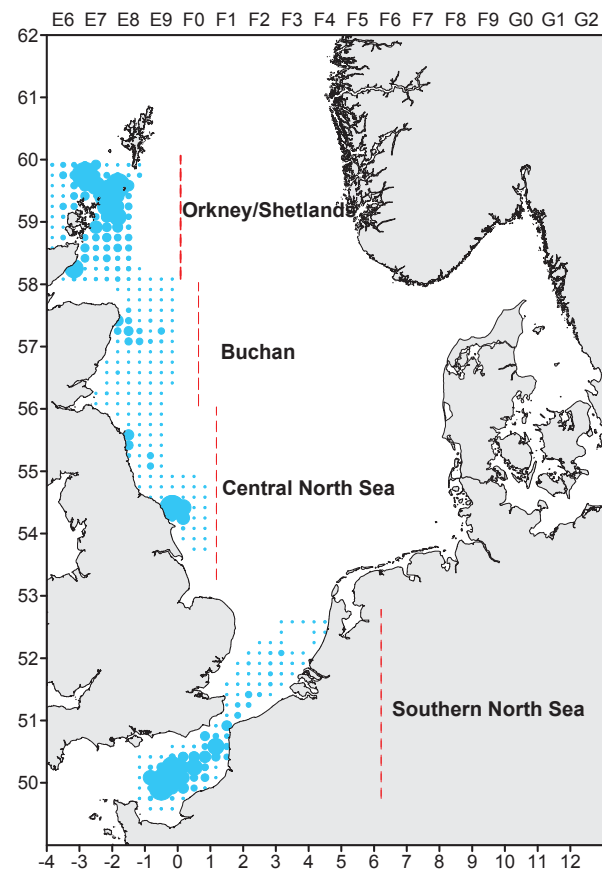 E6 E7 E8 E9 F0 F1 F2 F3 F4 F5 F6 F7 F8 F9 G0 G1 G2
62
61
60
59
Orkney/Shetlands
58
57
Buchan
56
55
Central North Sea
54
53
52
51
Southern North Sea
50
-4 -3 -2 -1 0 1 2 3 4 5 6 7 8 9 10 11 12